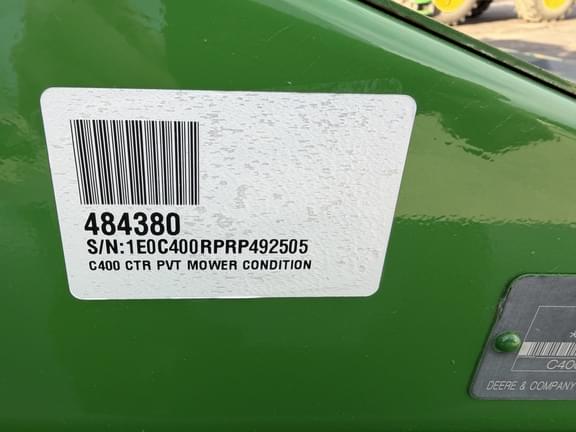 484380
S/N:1E0C400RPRP492505
C400 CTR PVT MOWER CONDITION
*
C400
DEERE & COMPANY